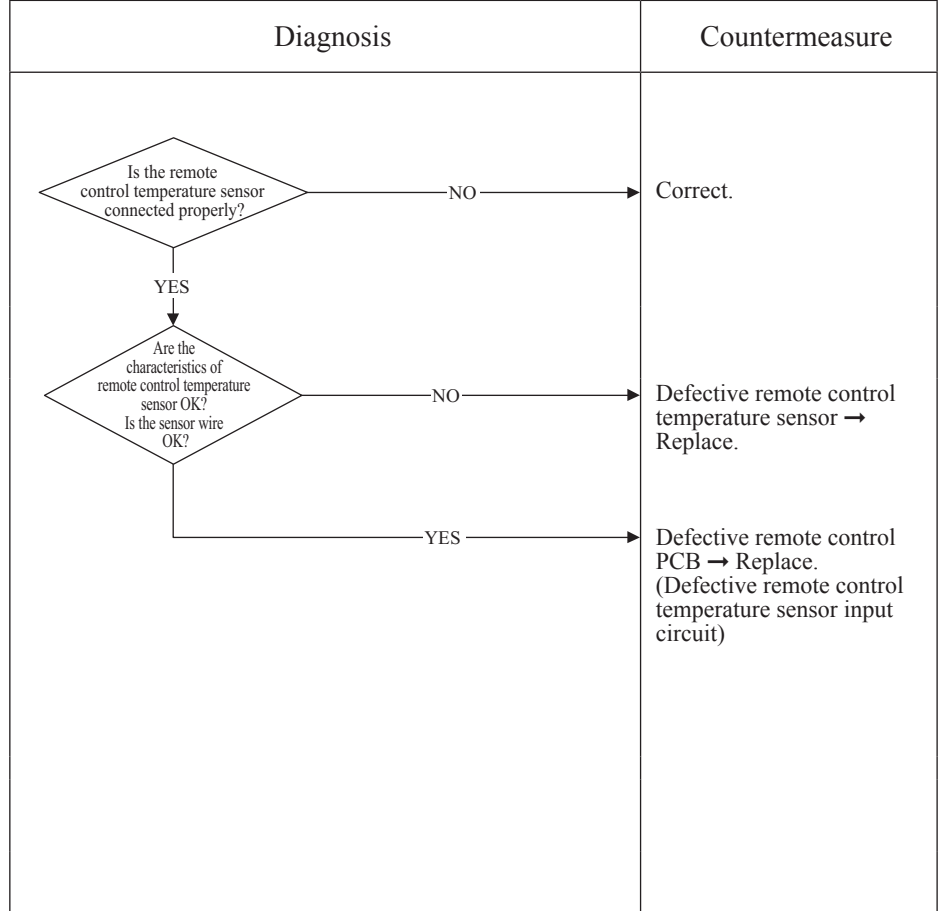 Diagnosis
Countermeasure
Is the remote
control temperature sensor
connected properly?
NO
Correct.
YES
Are the
characteristics of
remote control temperature
sensor OK?
Is the sensor wire
OK?
NO
Defective remote control
temperature sensor ➞
Replace.
YES
Defective remote control
PCB ➞ Replace.
(Defective remote control
temperature sensor input
circuit)